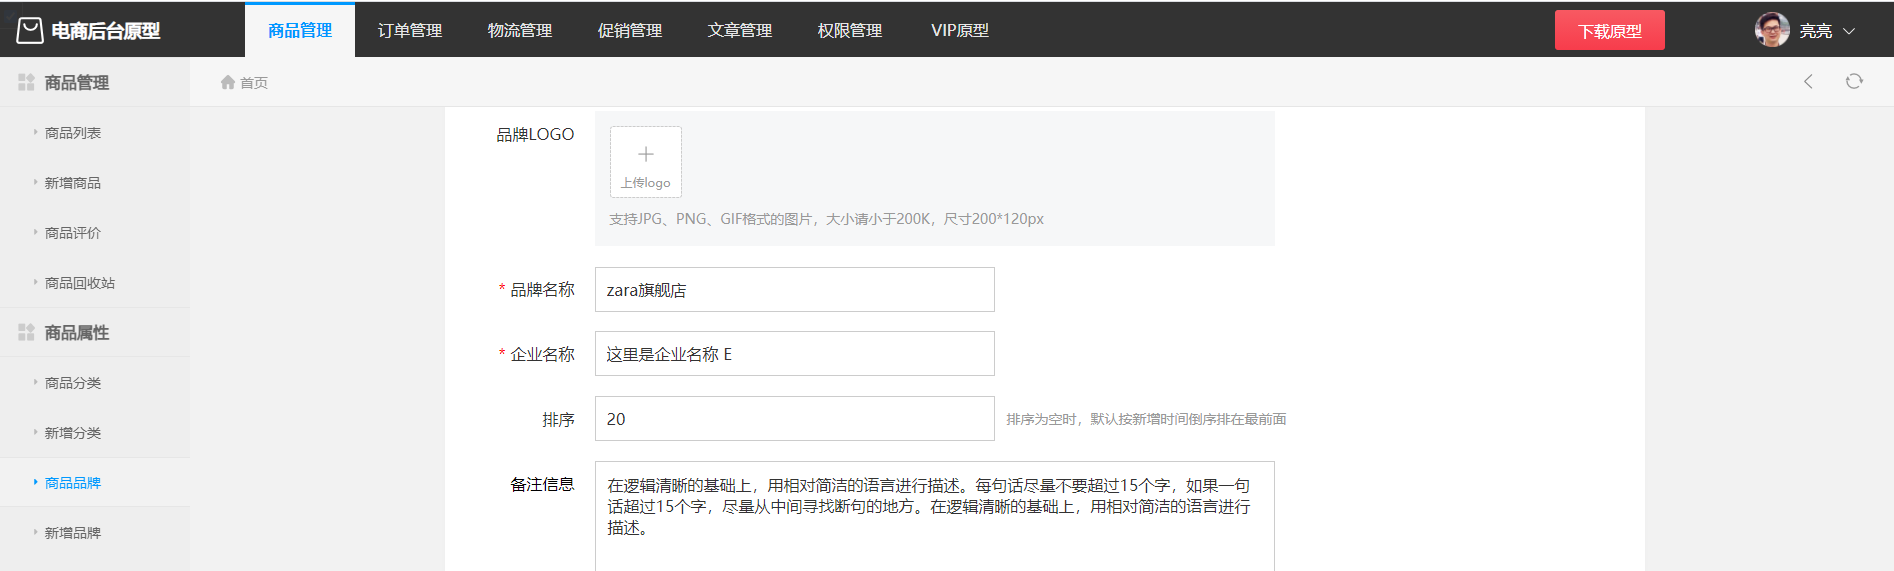 电商后台原型
商品管理
订单管理
物流管理
促销管理
文章管理
权限管理
VIP原型
下载原型
亮亮
商品管理
首页
商品列表
新增商品
商品评价
商品回收站
商品属性
商品分类
新增分类
商品品牌
新增品牌
品牌LOGO
上传logo
支持JPG、PNG、GIF格式的图片，大小请小于200K，尺寸200*120px
* 品牌名称
zara旗舰店
* 企业名称
这里是企业名称 E
排序
20
排序为空时，默认按新增时间倒序排在最前面
备注信息
在逻辑清晰的基础上，用相对简洁的语言进行描述。每句话尽量不要超过15个字，如果一句
话超过15个字，尽量从中间寻找断句的地方。在逻辑清晰的基础上，用相对简洁的语言进行
描述。